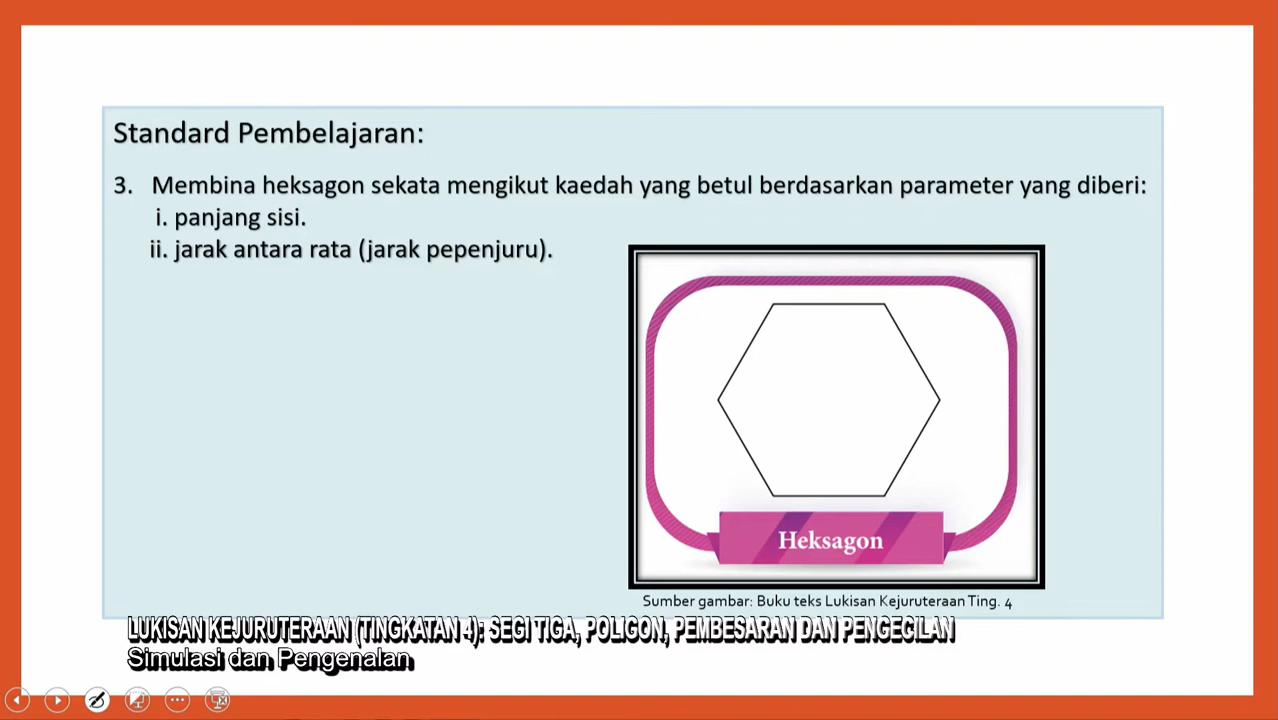 Standard Pembelajaran:
3. Membina heksagon sekata mengikut kaedah yang betul berdasarkan parameter yang diberi:
i. panjang sisi.
ii. jarak antara rata (jarak pepenjuru).
Heksagon
Sumber gambar: Buku teks Lukisan Kejuruteraan Ting. 4
LUKISAN KEJURUTERAAN (TINGKATAN 4): SEGI TIGA, POLIGON, PEMBESARAN DAN PENGECILAN
Simulasi dan Pengenalan